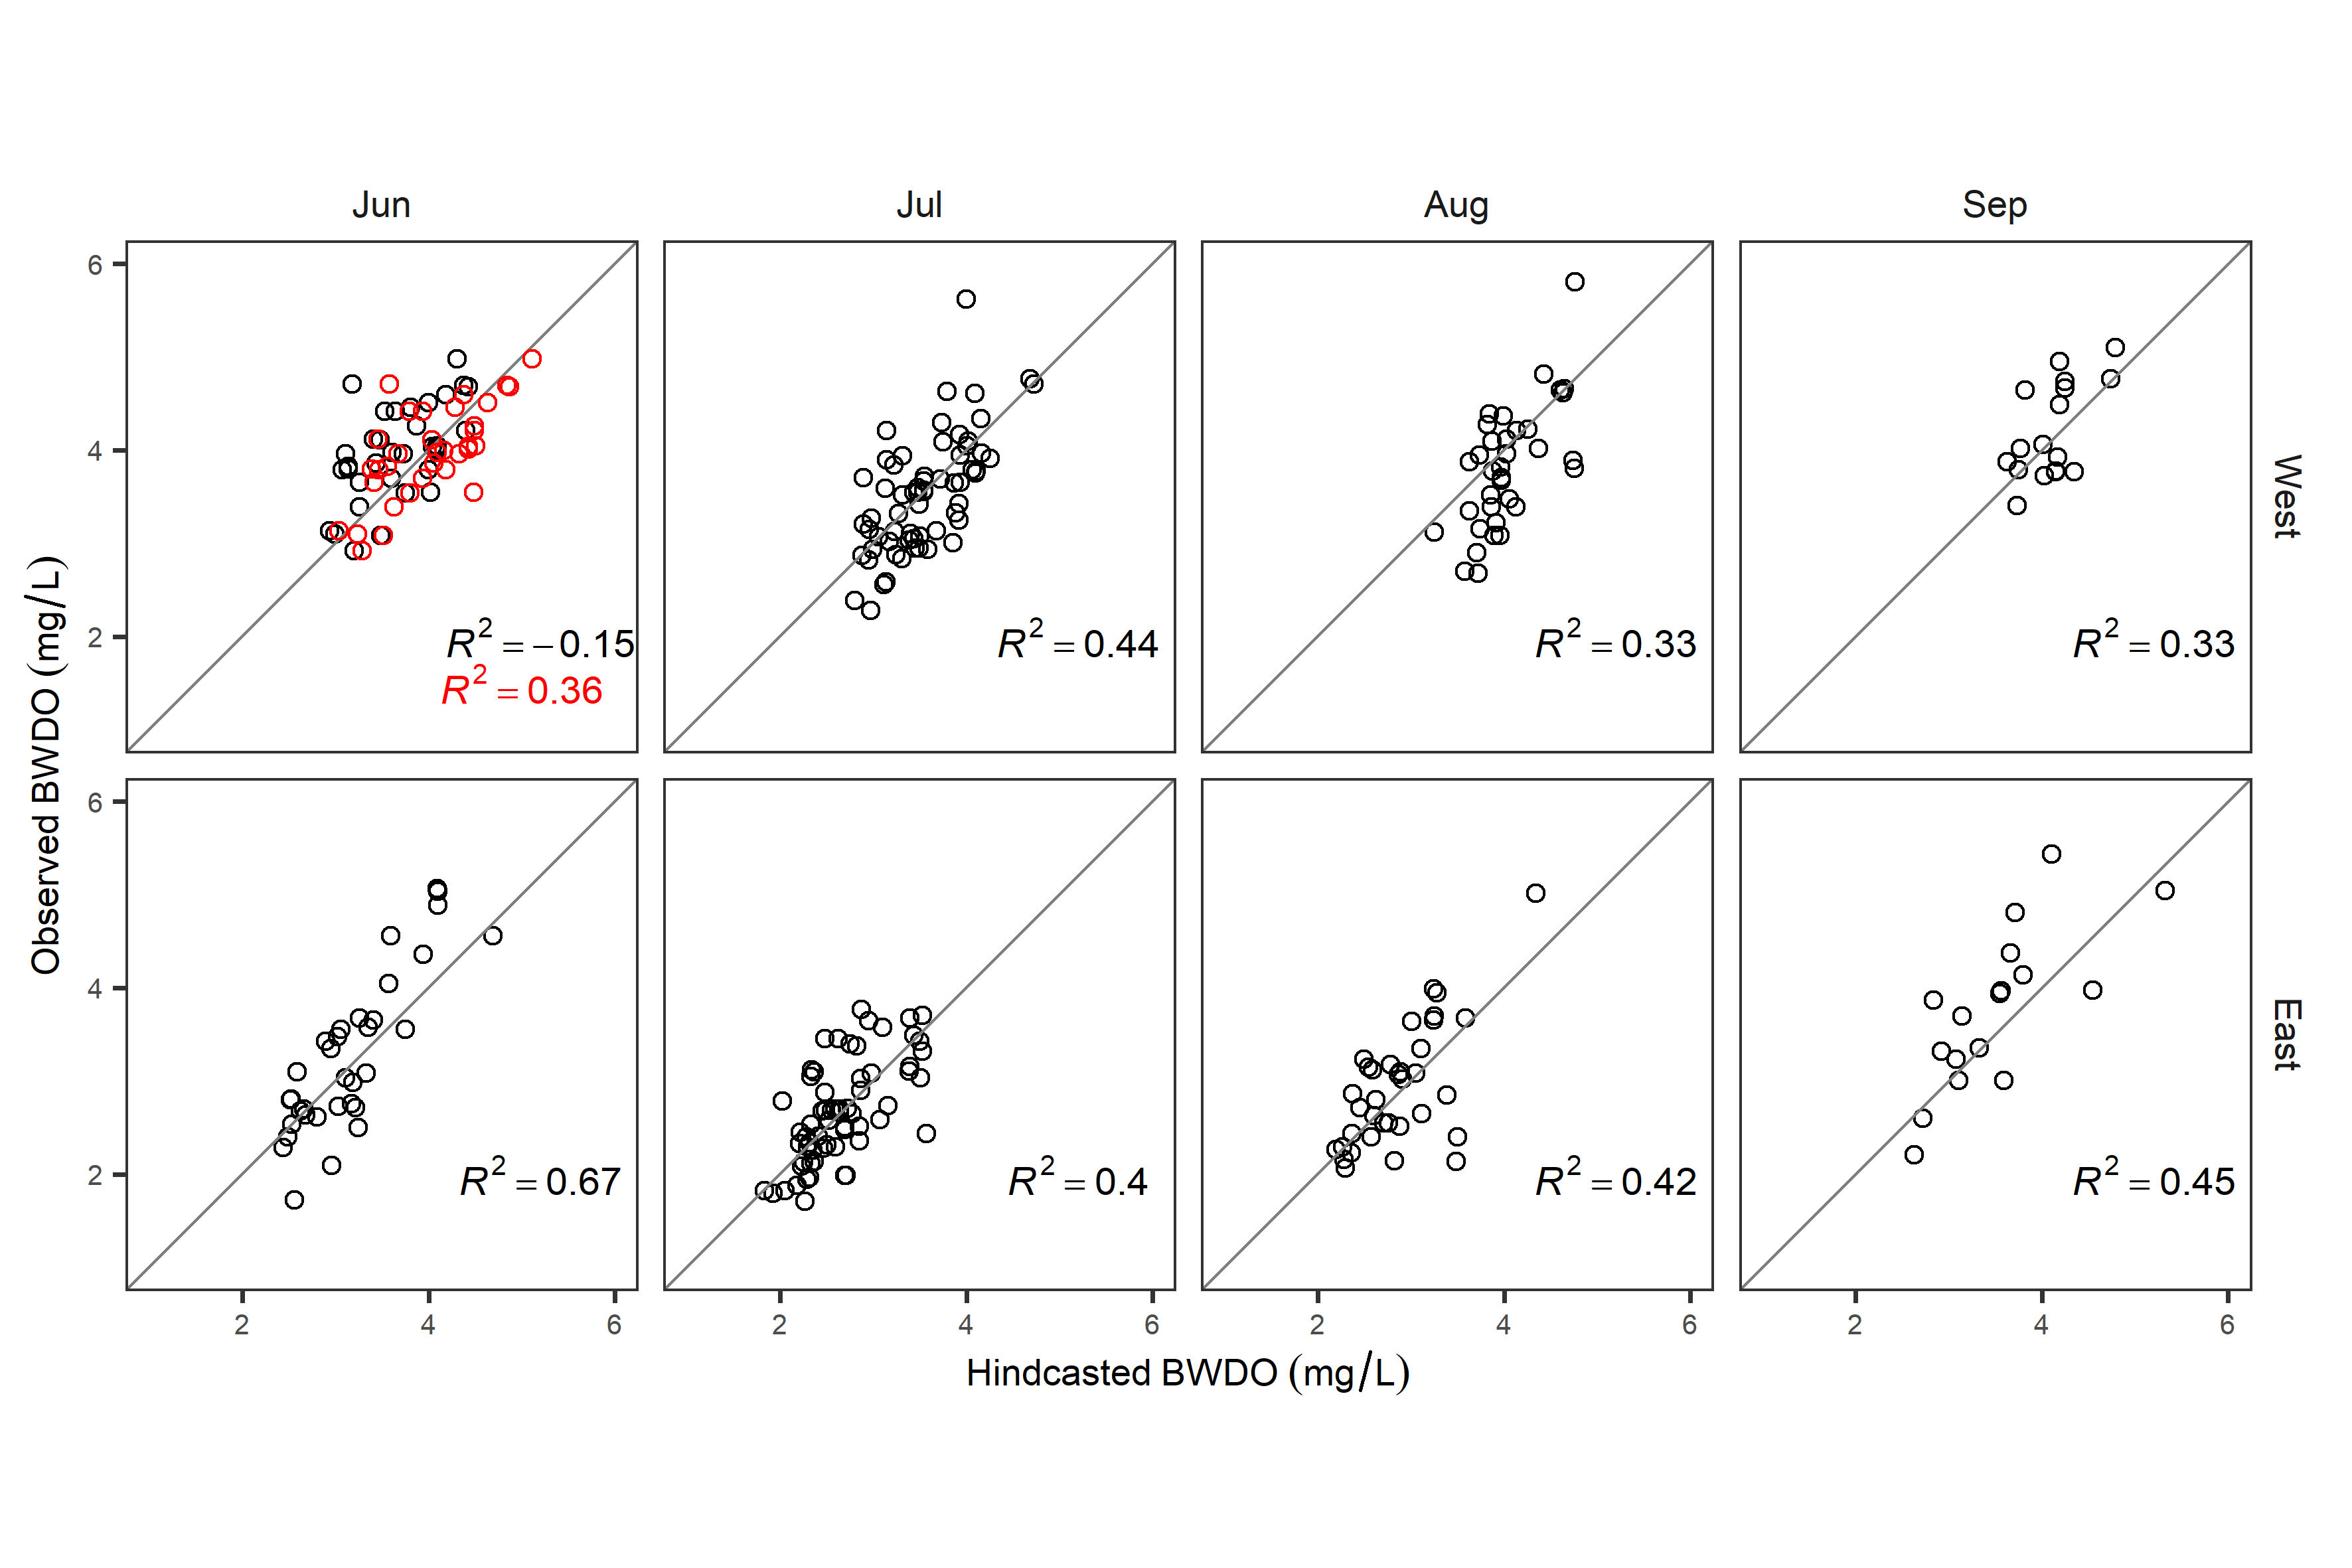 Jun Jul Aug Sep
6
4
2
R² = −0.15
R² = 0.36
R² = 0.44
R² = 0.33
R² = 0.33
West
Observed BWDO (mg/L)
6
4
2
R² = 0.67
R² = 0.4
R² = 0.42
R² = 0.45
East
2 4 6 2 4 6 2 4 6 2 4 6
Hindcasted BWDO (mg/L)